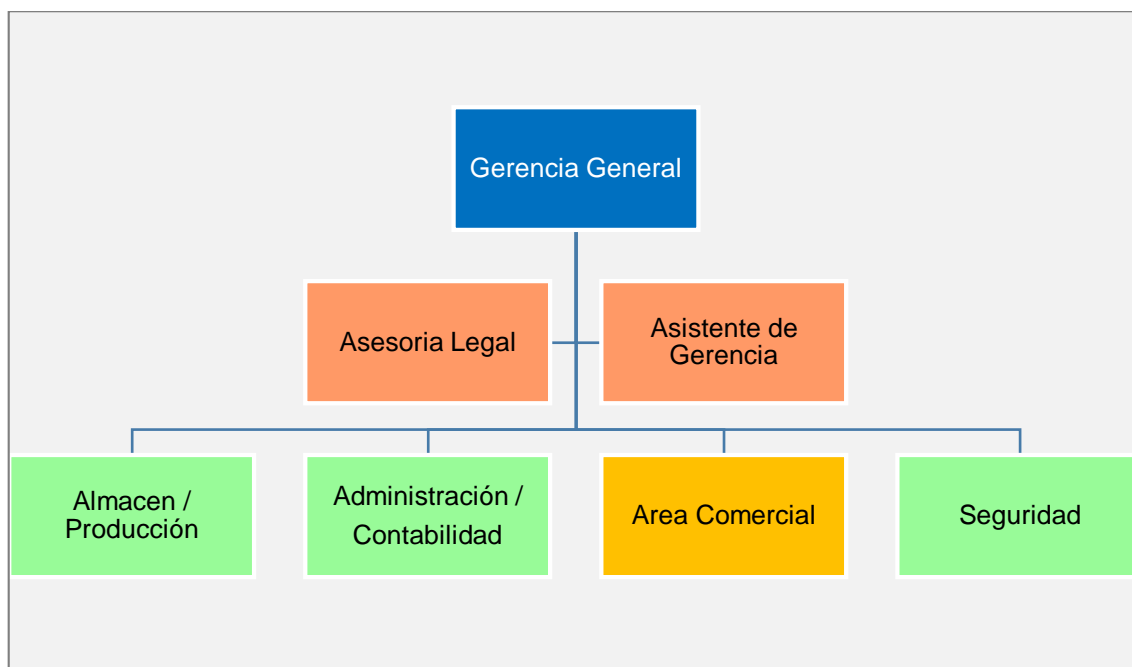 Gerencia General
Asesoria Legal
Asistente de
Gerencia
Almacen /
Producción
Administración /
Contabilidad
Area Comercial
Seguridad